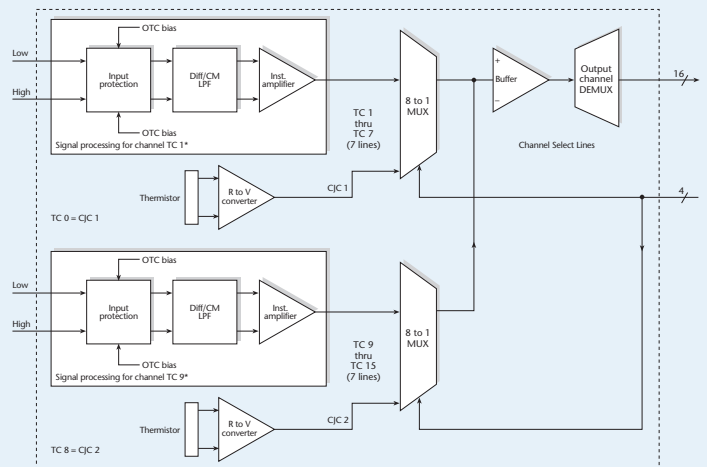 OTC bias
Low
High
Input
protection
Diff/CM
LPF
Inst.
amplifier
OTC bias
Signal processing for channel TC 1*
TC 1
thru
TC 7
(7 lines)
8 to 1
MUX
+
Buffer
–
Output
channel
DEMUX
16
Channel Select Lines
Thermistor
R to V
converter
CJC 1
TC 0 = CJC 1
4
OTC bias
Low
High
Input
protection
Diff/CM
LPF
Inst.
amplifier
OTC bias
Signal processing for channel TC 9*
TC 9
thru
TC 15
(7 lines)
8 to 1
MUX
Thermistor
R to V
converter
CJC 2
TC 8 = CJC 2